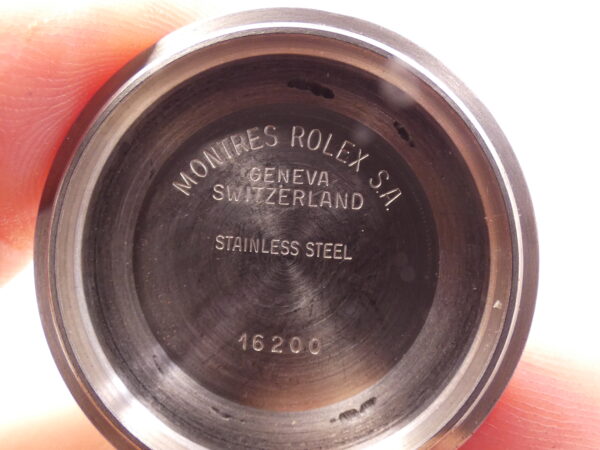 MONTRES ROLEX S.A.
GENEVA
SWITZERLAND
STAINLESS STEEL
16200